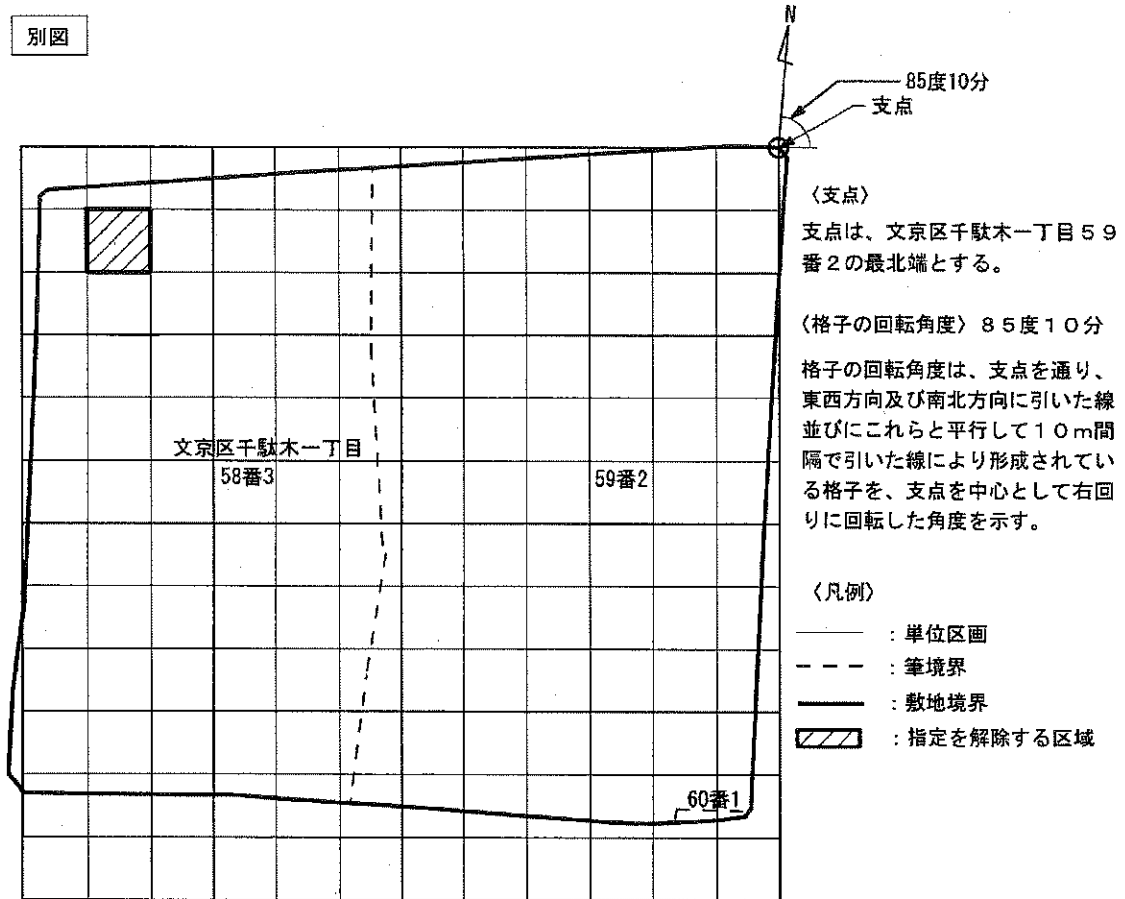 別図
N
85度10分
支点
〈支点〉
支点は、文京区千駄木一丁目59
番2の最北端とする。
〈格子の回転角度〉85度10分
格子の回転角度は、支点を通り、
東西方向及び南北方向に引いた線
並びにこれらと平行して10m間
隔で引いた線により形成されてい
る格子を、支点を中心として右回
りに回転した角度を示す。
文京区千駄木一丁目
58番3
59番2
60番1
〈凡例〉
：単位区画
：筆境界
：敷地境界
：指定を解除する区域